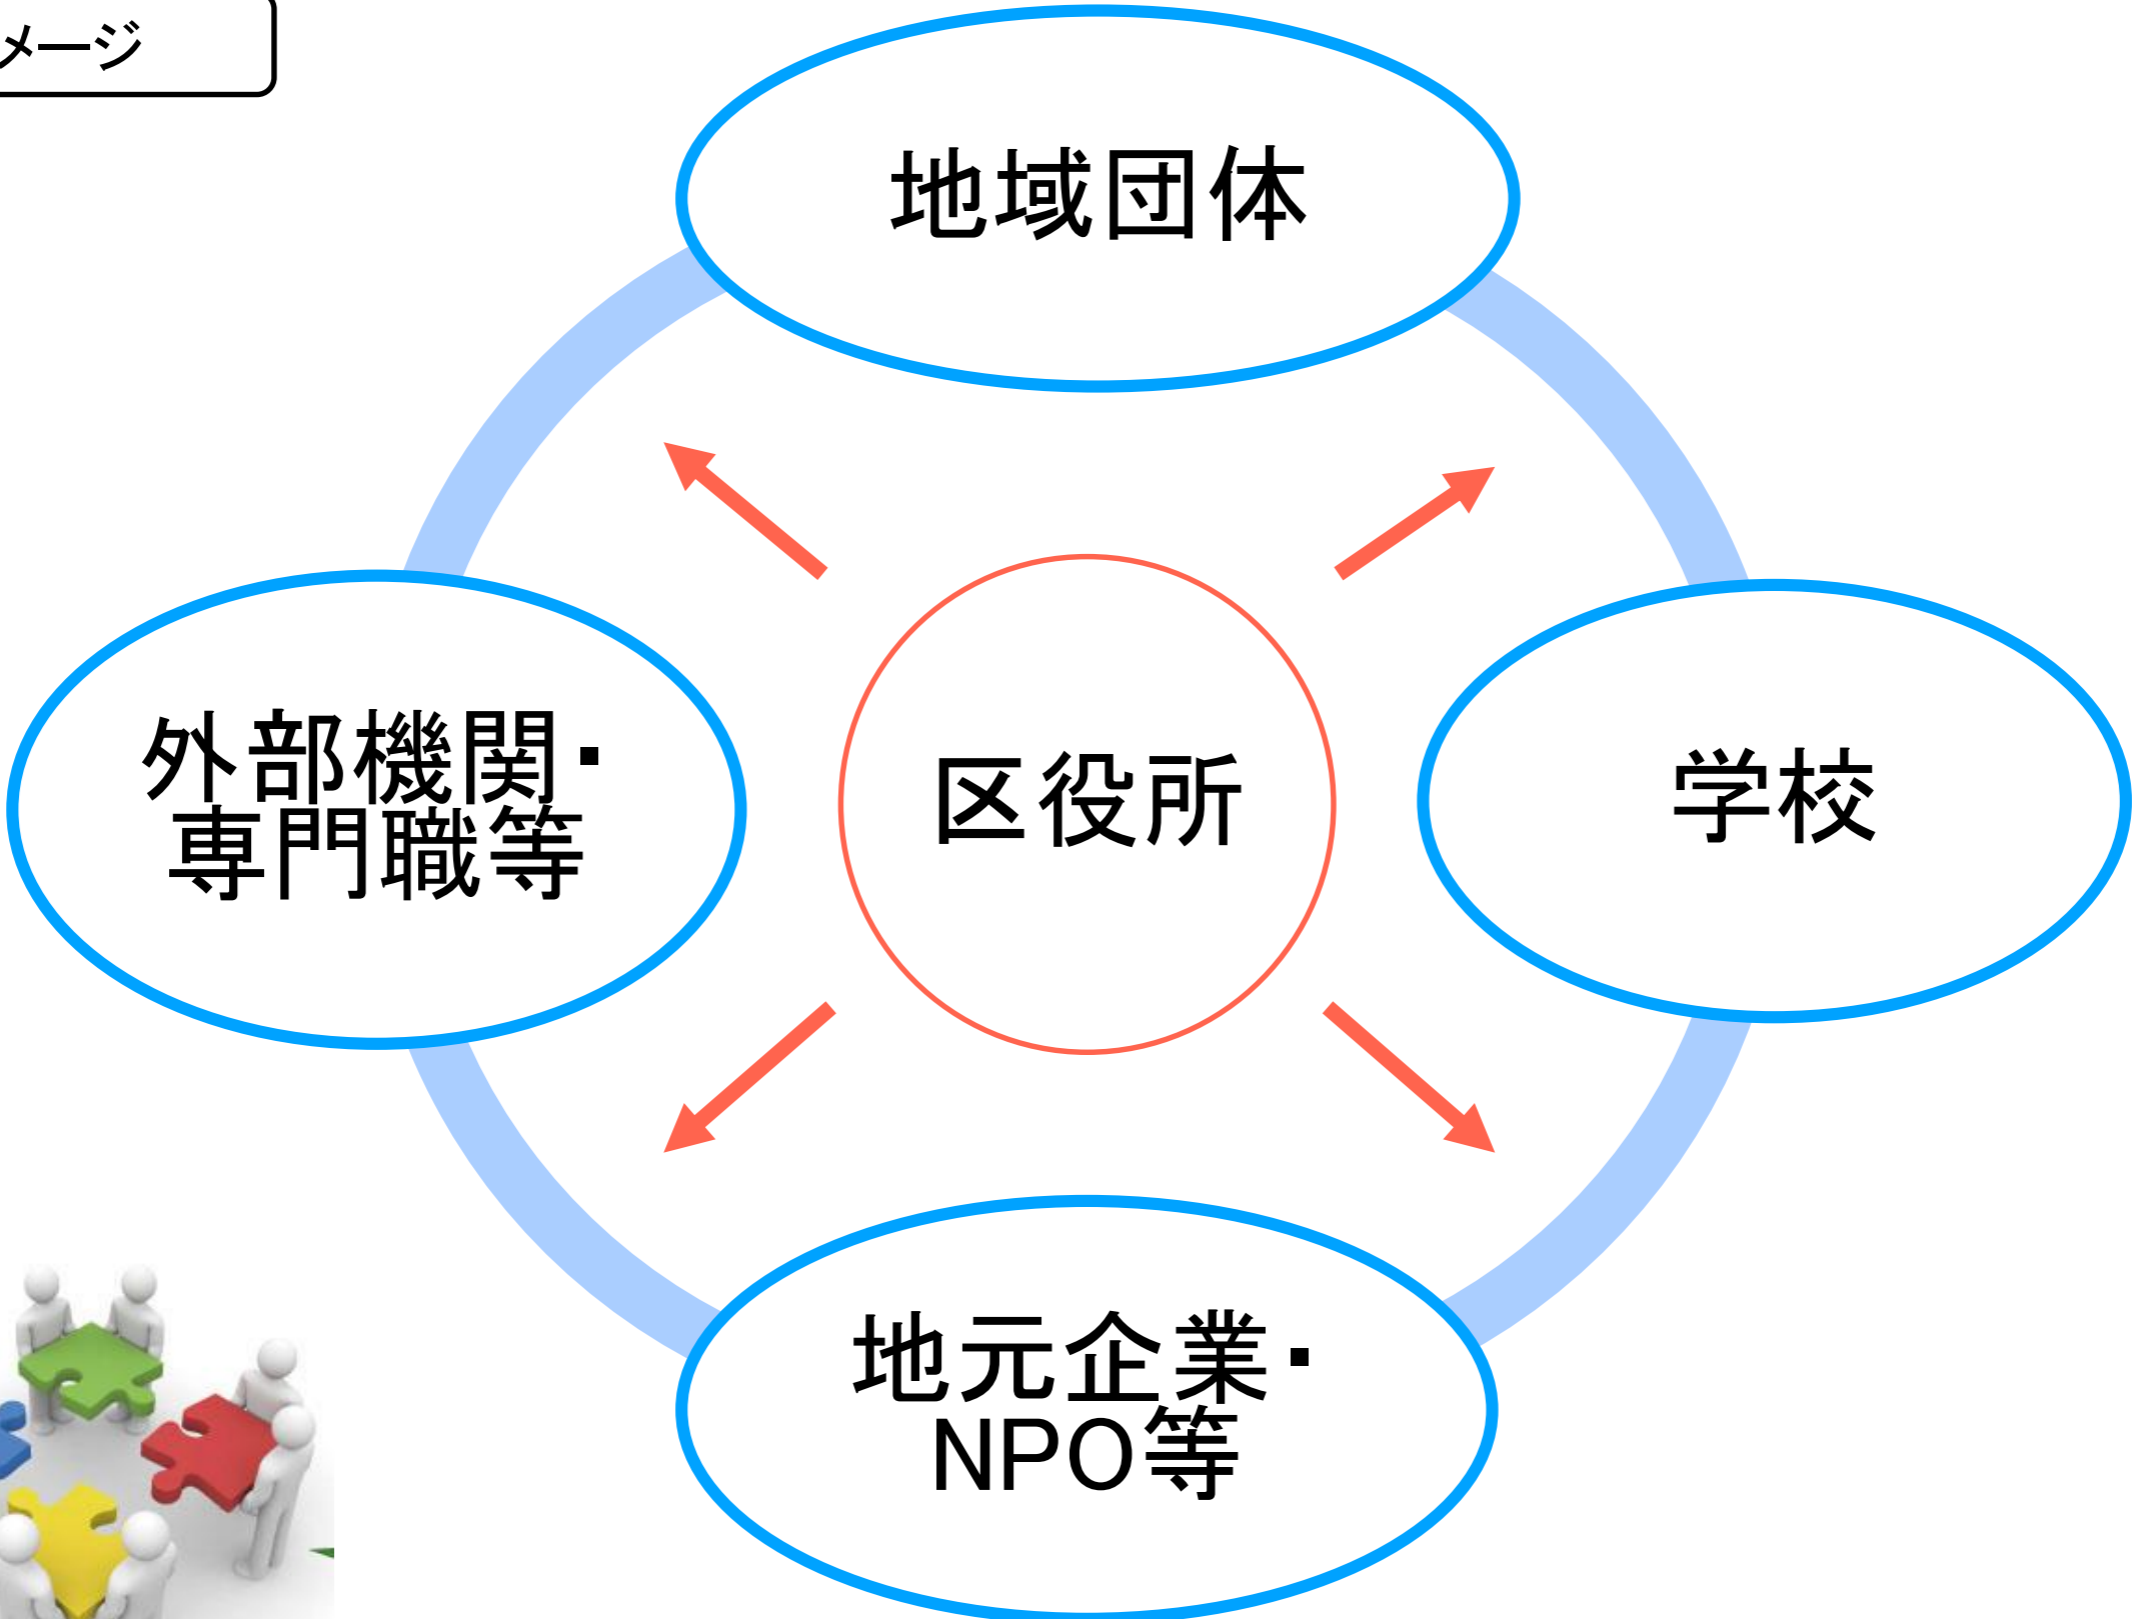 メージ
地域団体
外部機関・
専門職等
区役所
学校
地元企業・
NPO等